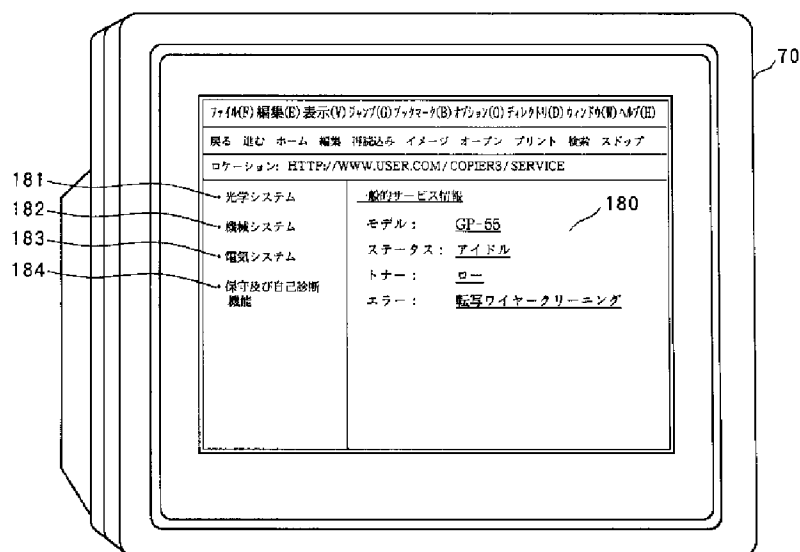 70
ファイル(F) 編集(E) 表示(V) ジャンプ(G) ブックマーク(B) オプション(O) ディレクトリ(D) ウィンドウ(W) ヘルプ(H)
戻る 進む ホーム 編集 再読込み イメージ オープン プリント 検索 ストップ
ロケーション: HTTP://WWW.USER.COM/COPIER3/SERVICE
181
・光学システム
182
・機械システム
183
・電気システム
184
・保守及び自己診断
機能
一般的サービス情報
180
モデル: GP-55
ステータス: アイドル
トナー: ロー
エラー: 転写ワイヤークリーニング